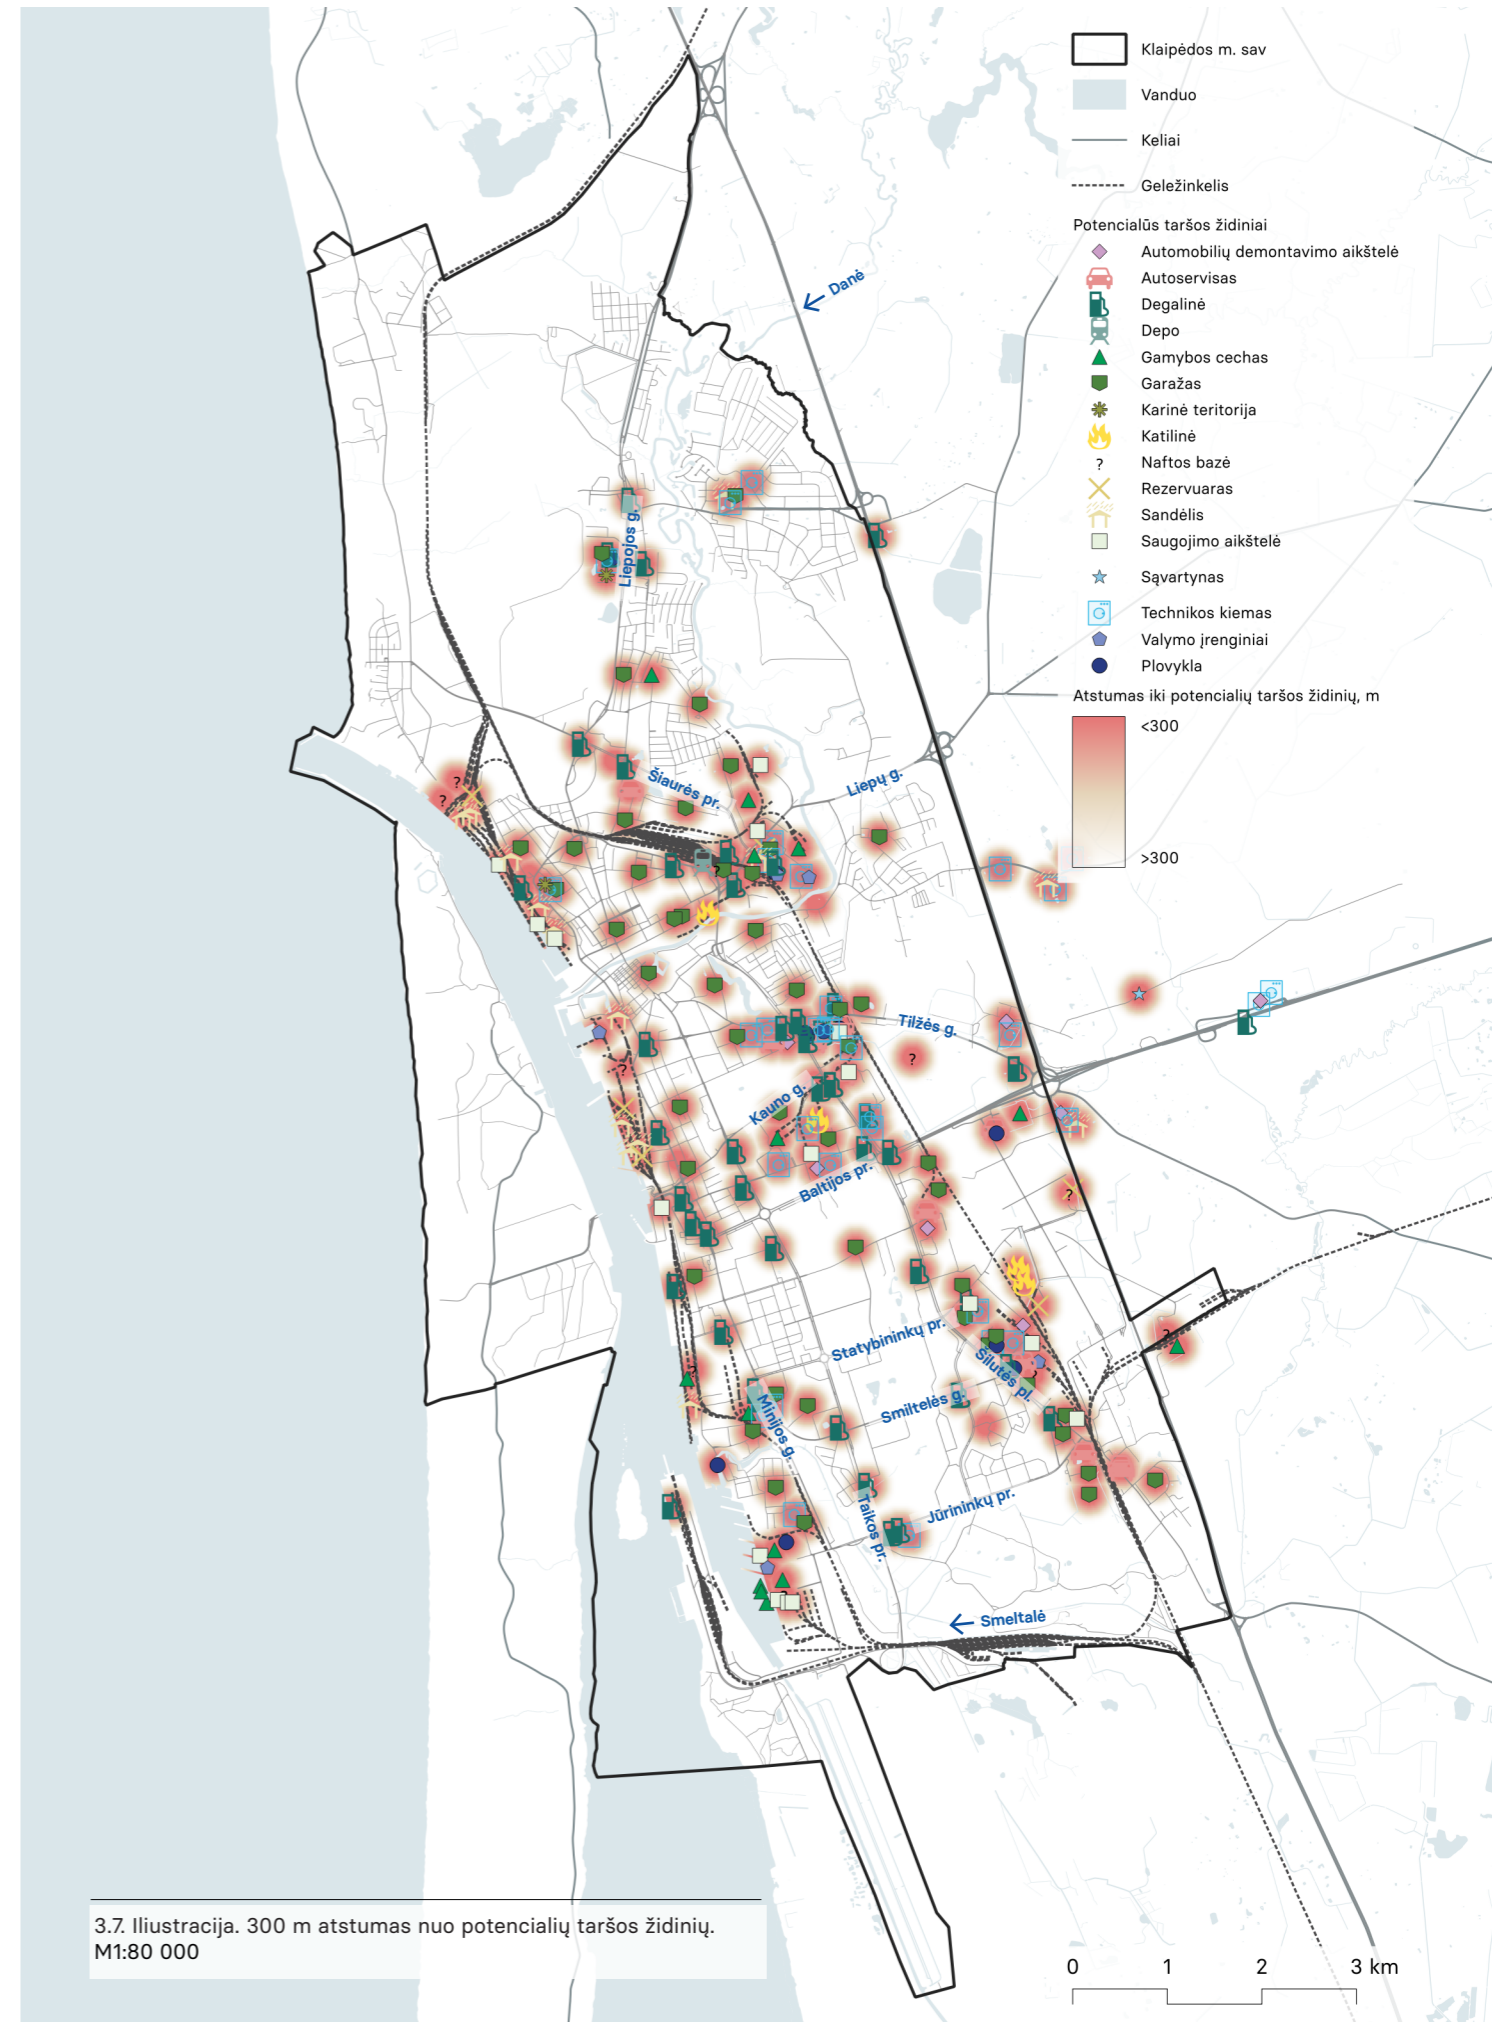 Klaipėdos m. sav
Vanduo
Keliai
Geležinkelis
Potencialūs taršos židiniai
Automobilių demontavimo aikštelė
Autoservisas
Degalinė
Depo
Gamybos cechas
Garažas
Karinė teritorija
Katilinė
? Naftos bazė
Rezervuaras
Sandėlis
Saugojimo aikštelė
Sąvartynas
Technikos kiemas
Valymo įrenginiai
Plovykla
Atstumas iki potencialių taršos židinių, m
<300
>300
Danė
Liepojos g.
Šiaurės pr.
Liepų g.
Tilžės g.
Kauno g.
Baltijos pr.
Statybininkų pr.
Šilutės pl.
Smiltelės g.
Minijos g.
Taikos pr.
Jūrininkų pr.
Smeltalė
3.7. Iliustracija. 300 m atstumas nuo potencialių taršos židinių.
M1:80 000
0 1 2 3 km